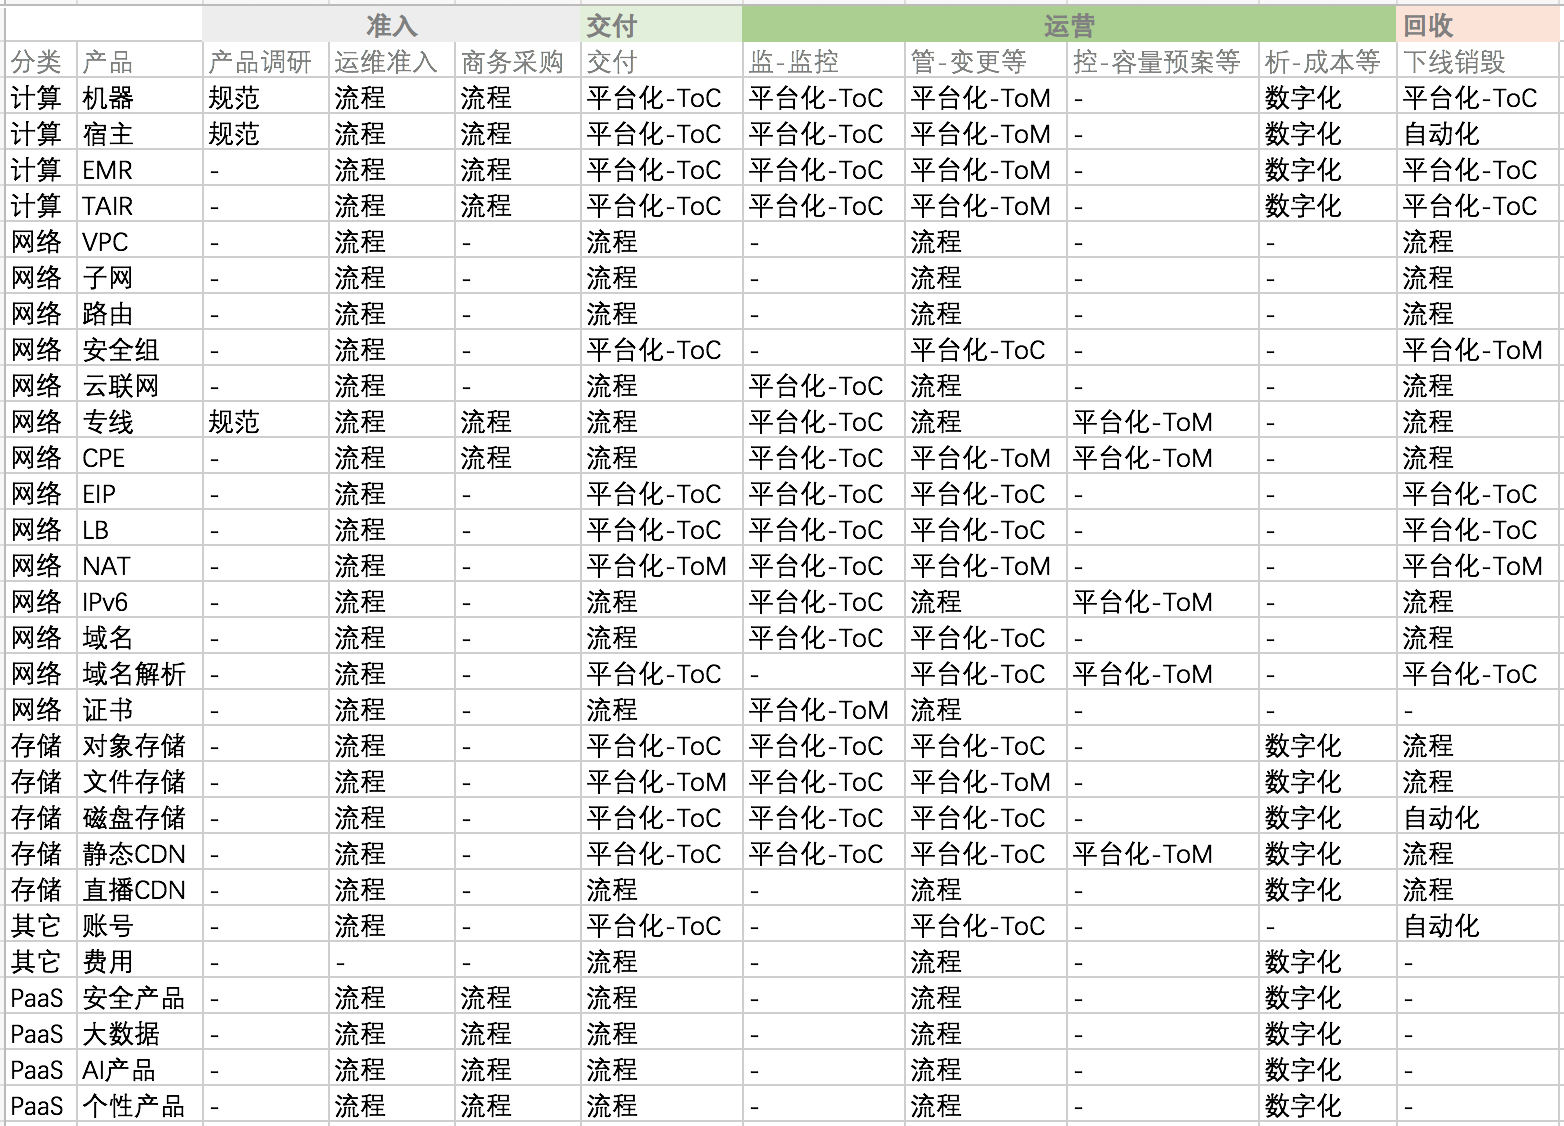 准入 交付 运营 回收
分类 产品 产品调研 运维准入 商务采购 交付 监-监控 管-变更等 控-容量预案等 析-成本等 下线销毁
计算 机器 规范 流程 流程 平台化-ToC 平台化-ToC 平台化-ToM - 数字化 平台化-ToC
计算 宿主 规范 流程 流程 平台化-ToC 平台化-ToC 平台化-ToM - 数字化 自动化
计算 EMR - 流程 流程 平台化-ToC 平台化-ToC 平台化-ToM - 数字化 平台化-ToC
计算 TAIR - 流程 流程 平台化-ToC 平台化-ToC 平台化-ToM - 数字化 平台化-ToC
网络 VPC - 流程 - 流程 - 流程 - - 流程
网络 子网 - 流程 - 流程 - 流程 - - 流程
网络 路由 - 流程 - 流程 - 流程 - - 流程
网络 安全组 - 流程 - 平台化-ToC - 平台化-ToC - - 平台化-ToM
网络 云联网 - 流程 - 流程 平台化-ToC 流程 - - 流程
网络 专线 规范 流程 流程 流程 平台化-ToC 流程 平台化-ToM - 流程
网络 CPE - 流程 流程 流程 平台化-ToC 平台化-ToM 平台化-ToM - 流程
网络 EIP - 流程 - 平台化-ToC 平台化-ToC 平台化-ToC - - 平台化-ToC
网络 LB - 流程 - 平台化-ToC 平台化-ToC 平台化-ToC - - 平台化-ToC
网络 NAT - 流程 - 平台化-ToM 平台化-ToC 平台化-ToM - - 平台化-ToM
网络 IPv6 - 流程 - 流程 平台化-ToC 流程 平台化-ToM - 流程
网络 域名 - 流程 - 流程 平台化-ToC 平台化-ToC - - 流程
网络 域名解析 - 流程 - 平台化-ToC - 平台化-ToC 平台化-ToM - 平台化-ToC
网络 证书 - 流程 - 流程 平台化-ToM 流程 - - -
存储 对象存储 - 流程 - 平台化-ToC 平台化-ToC 平台化-ToC - 数字化 流程
存储 文件存储 - 流程 - 平台化-ToM 平台化-ToC 平台化-ToM - 数字化 流程
存储 磁盘存储 - 流程 - 平台化-ToC 平台化-ToC 平台化-ToC - 数字化 自动化
存储 静态CDN - 流程 - 平台化-ToC 平台化-ToC 平台化-ToC 平台化-ToM 数字化 流程
存储 直播CDN - 流程 - 流程 - 流程 - 数字化 流程
其它 账号 - 流程 - 平台化-ToC - 平台化-ToC - - 自动化
其它 费用 - - - 流程 - 流程 - 数字化 -
PaaS 安全产品 - 流程 流程 流程 - 流程 - 数字化 -
PaaS 大数据 - 流程 流程 流程 - 流程 - 数字化 -
PaaS AI产品 - 流程 流程 流程 - 流程 - 数字化 -
PaaS 个性产品 - 流程 流程 流程 - 流程 - 数字化 -